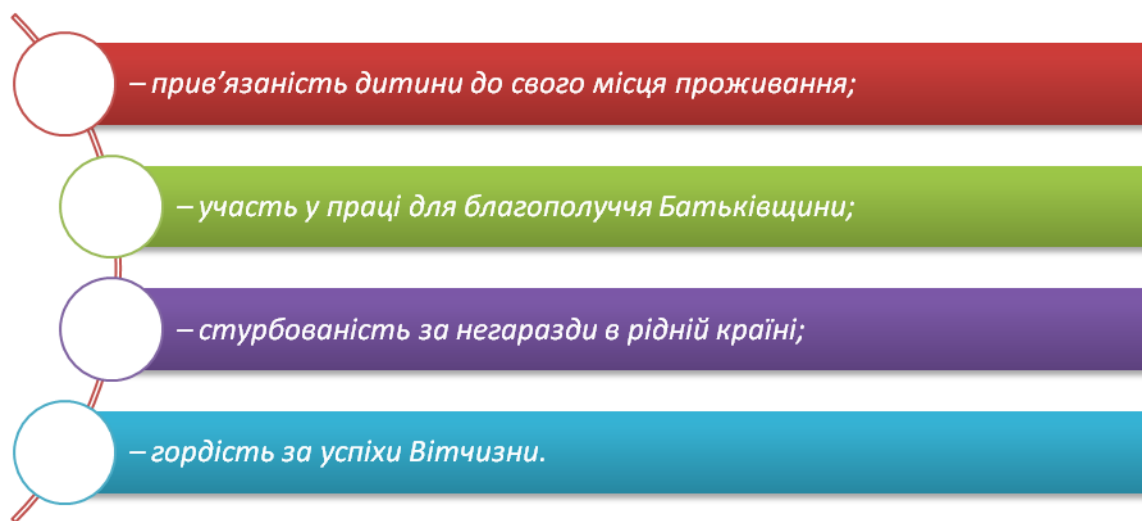 – прив’язаність дитини до свого місця проживання;
– участь у праці для благополуччя Батьківщини;
– стурбованість за негаразди в рідній країні;
– гордість за успіхи Вітчизни.